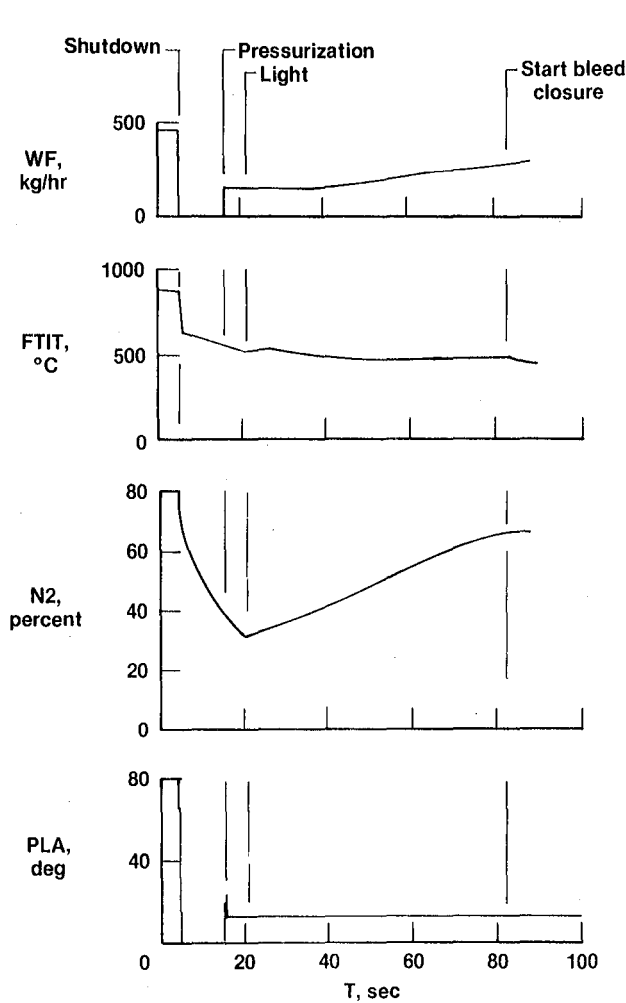 Shutdown
Pressurization
Light
Start bleed
closure
500
WF,
kg/hr
0
1000
FTIT,
°C
500
0
80
60
N2,
percent
40
20
0
80
PLA,
deg
40
0 20 40 60 80 100
T, sec